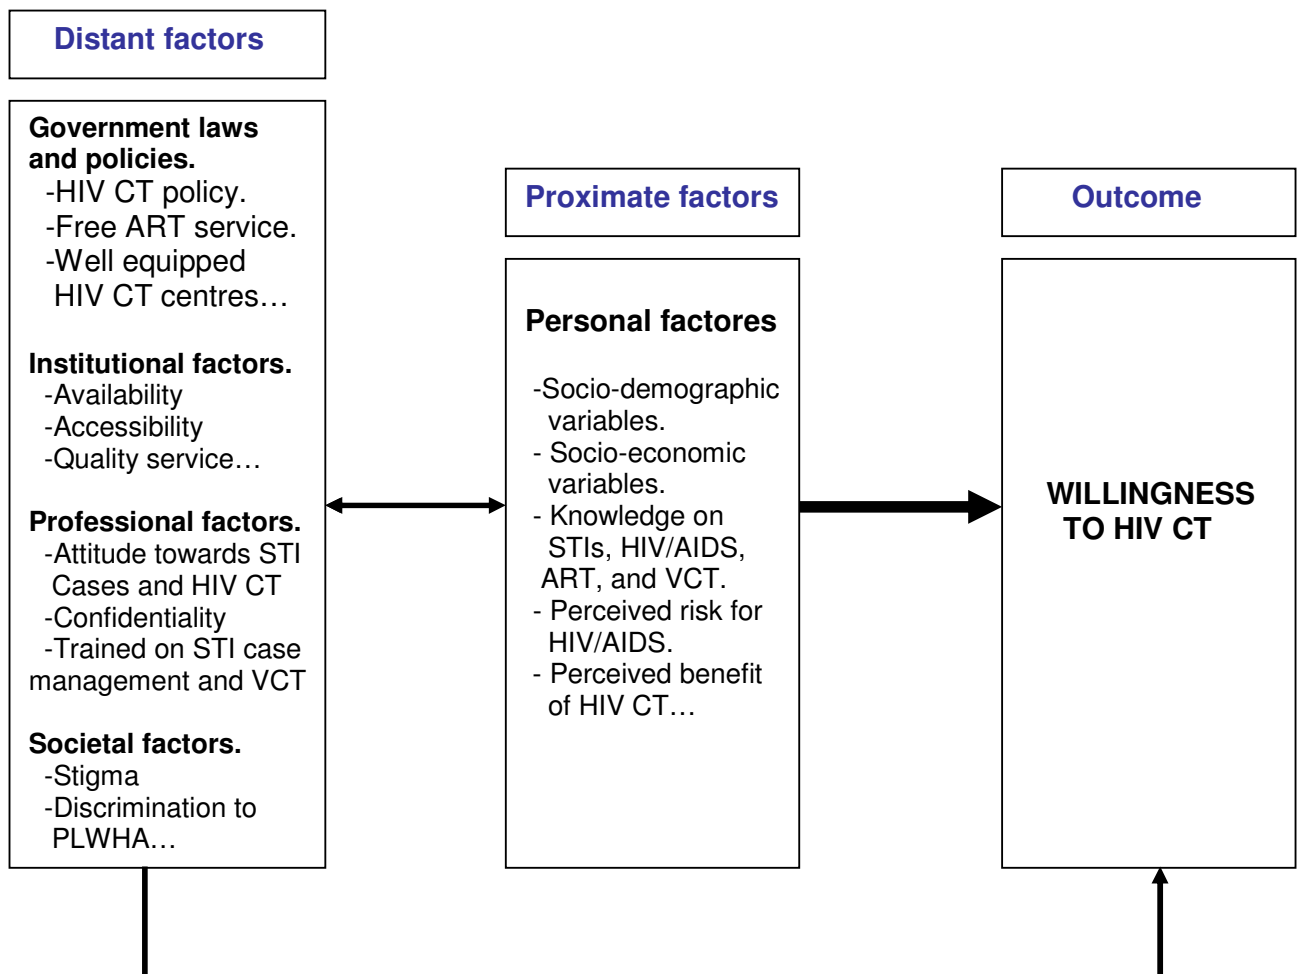 Distant factors
Government laws
and policies.
-HIV CT policy.
-Free ART service.
-Well equipped
HIV CT centres…
Institutional factors.
-Availability
-Accessibility
-Quality service…
Professional factors.
-Attitude towards STI
Cases and HIV CT
-Confidentiality
-Trained on STI case
management and VCT
Societal factors.
-Stigma
-Discrimination to
PLWHA…
Proximate factors
Personal factores
-Socio-demographic
variables.
- Socio-economic
variables.
- Knowledge on
STIs, HIV/AIDS,
ART, and VCT.
- Perceived risk for
HIV/AIDS.
- Perceived benefit
of HIV CT…
Outcome
WILLINGNESS
TO HIV CT